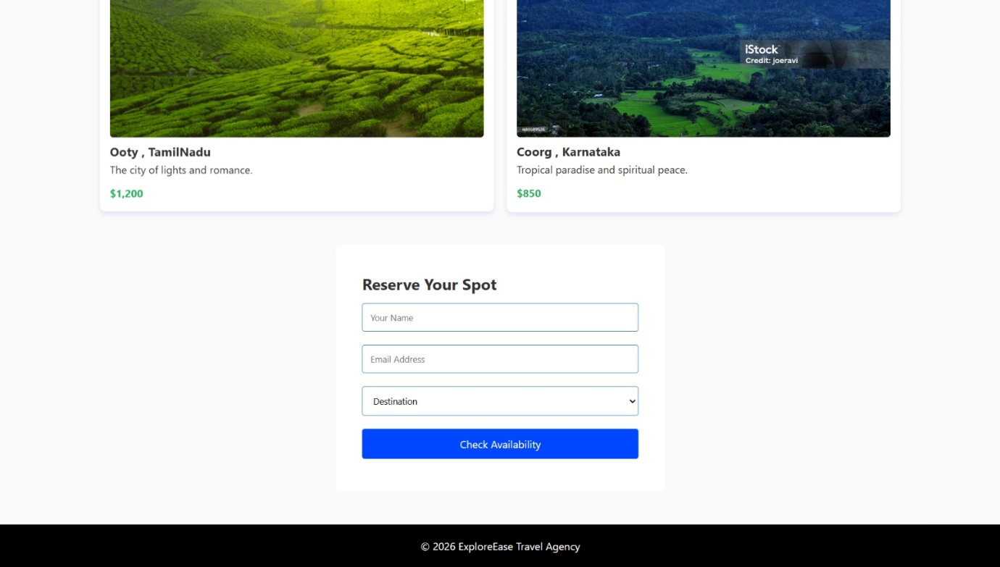 iStock
Credit: joeravi
Ooty , TamilNadu
The city of lights and romance.
$1,200
Coorg , Karnataka
Tropical paradise and spiritual peace.
$850
Reserve Your Spot
Your Name
Email Address
Destination
Check Availability
© 2026 ExploreEase Travel Agency